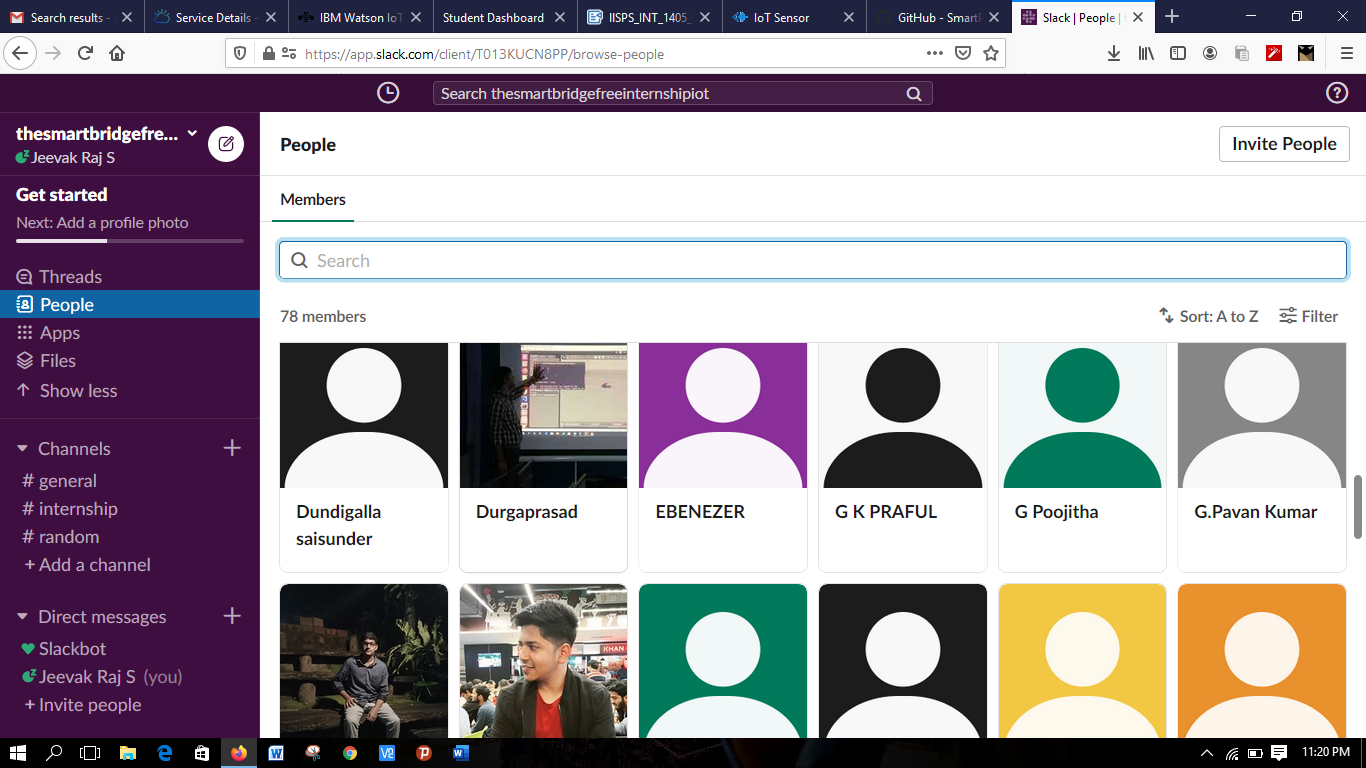 Search results -
Service Details -
IBM Watson IoT
Student Dashboard
IISPS_INT_1405_
IoT Sensor
GitHub - SmartI
Slack | People |
https://app.slack.com/client/T013KUCN8PP/browse-people
Search thesmartbridgefreeinternshipiot
thesmartbridgefre...
Jeevak Raj S
Get started
Next: Add a profile photo
Threads
People
Apps
Files
Show less
Channels
# general
# internship
# random
+ Add a channel
Direct messages
Slackbot
Jeevak Raj S (you)
+ Invite people
People
Invite People
Members
Search
78 members
Sort: A to Z
Filter
Dundigalla
saisunder
Durgaprasad
EBENEZER
G K PRAFUL
G Poojitha
G.Pavan Kumar
KHAN
11:20 PM